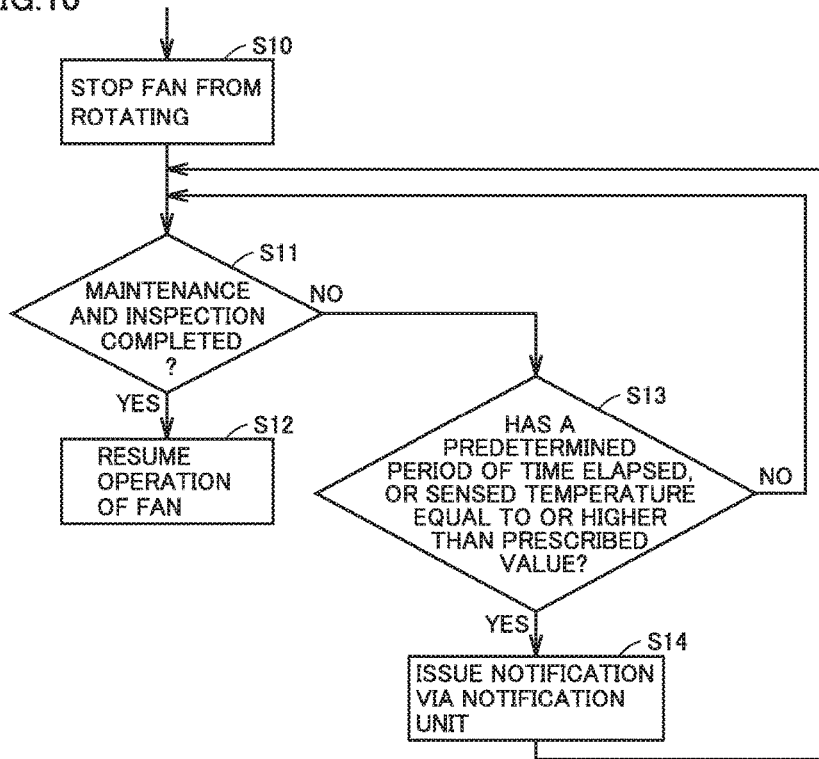 S10
STOP FAN FROM
ROTATING
S11
MAINTENANCE
AND INSPECTION
COMPLETED
?
NO
YES
S12
RESUME
OPERATION
OF FAN
S13
HAS A
PREDETERMINED
PERIOD OF TIME ELAPSED,
OR SENSED TEMPERATURE
EQUAL TO OR HIGHER
THAN PRESCRIBED
VALUE?
NO
YES
S14
ISSUE NOTIFICATION
VIA NOTIFICATION
UNIT